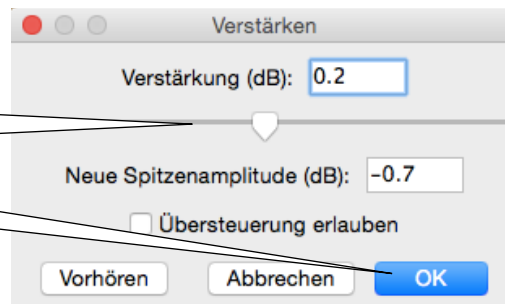 Verstärken
Verstärkung (dB): 0.2
Neue Spitzenamplitude (dB): -0.7
Übersteuerung erlauben
Vorhören Abbrechen OK